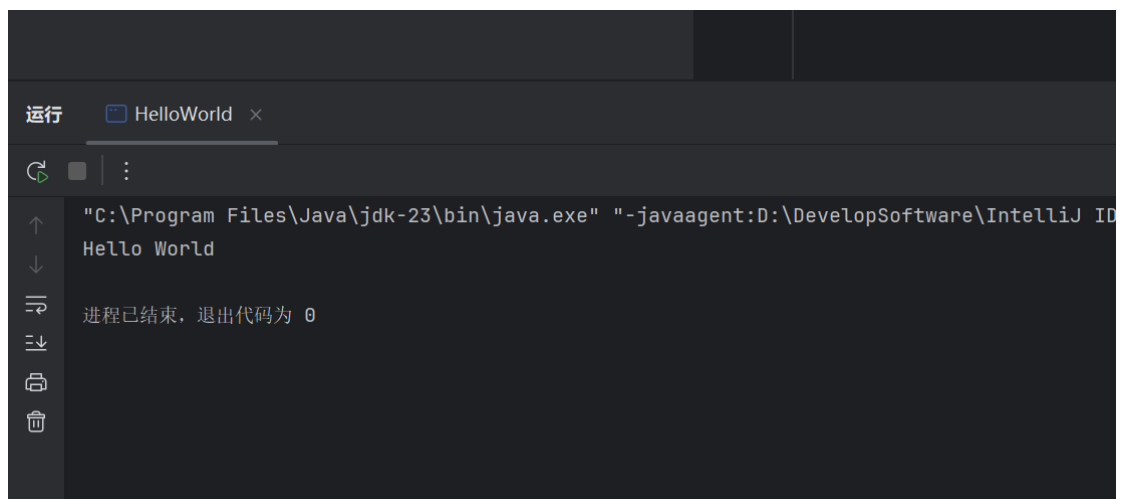 运行 HelloWorld
"C:\Program Files\Java\jdk-23\bin\java.exe" "-javaagent:D:\DevelopSoftware\IntelliJ ID
Hello World
进程已结束，退出代码为 0